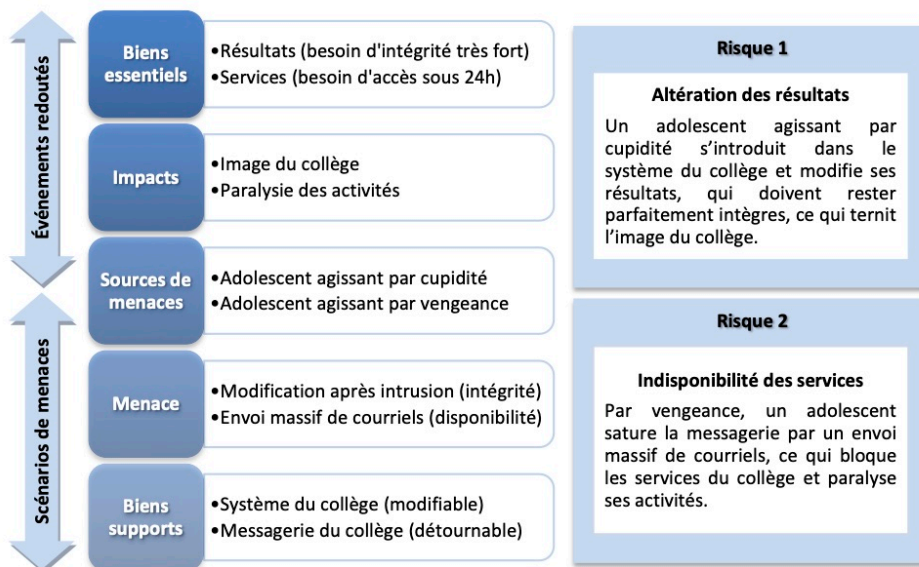 Événements redoutés
Scénarios de menaces
Biens
essentiels
•Résultats (besoin d'intégrité très fort)
•Services (besoin d'accès sous 24h)
Impacts
•Image du collège
•Paralysie des activités
Sources de
menaces
•Adolescent agissant par cupidité
•Adolescent agissant par vengeance
Menace
•Modification après intrusion (intégrité)
•Envoi massif de courriels (disponibilité)
Biens
supports
•Système du collège (modifiable)
•Messagerie du collège (détournable)
Risque 1
Altération des résultats
Un adolescent agissant par
cupidité s'introduit dans le
système du collège et modifie ses
résultats, qui doivent rester
parfaitement intègres, ce qui ternit
l'image du collège.
Risque 2
Indisponibilité des services
Par vengeance, un adolescent
sature la messagerie par un envoi
massif de courriels, ce qui bloque
les services du collège et paralyse
ses activités.